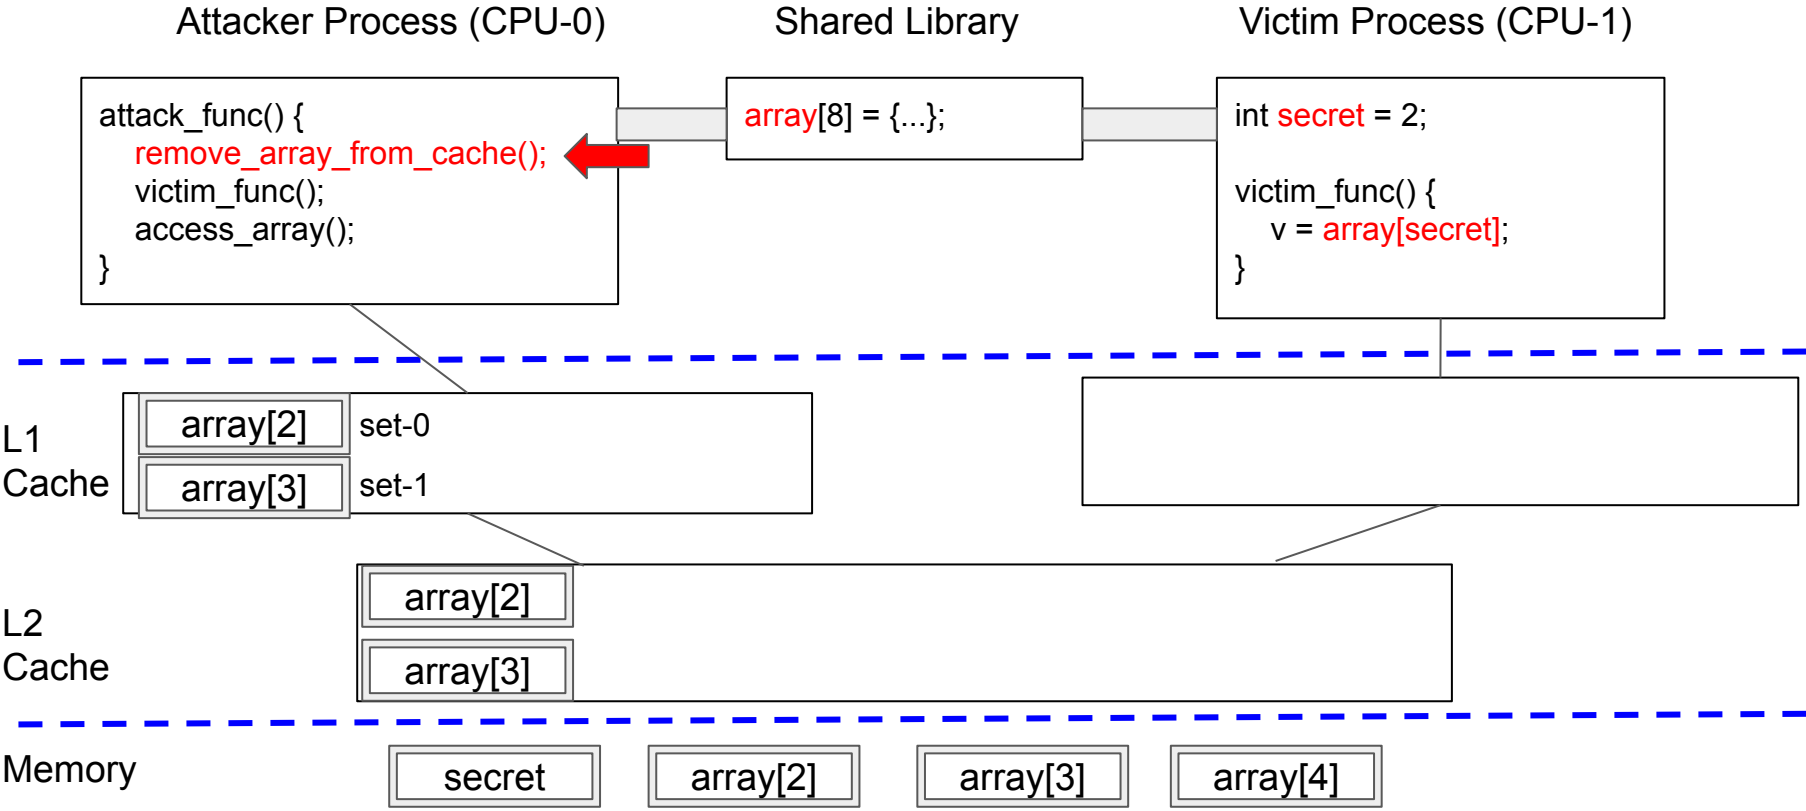 Attacker Process (CPU-0)
Shared Library
Victim Process (CPU-1)
attack_func() {
remove_array_from_cache();
victim_func();
access_array();
}
array[8] = {...};
int secret = 2;
victim_func() {
v = array[secret];
}
L1
Cache
array[2]
set-0
array[3]
set-1
L2
Cache
array[2]
array[3]
Memory
secret
array[2]
array[3]
array[4]